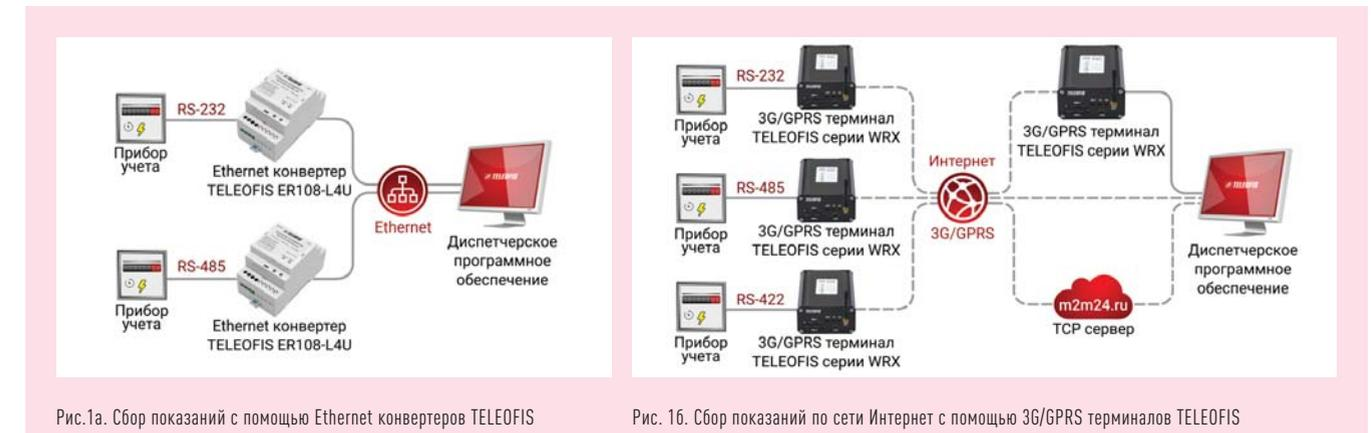 RS-232
Прибор
учета
Ethernet конвертер
TELEOFIS ER108-L4U
RS-485
Прибор
учета
Ethernet конвертер
TELEOFIS ER108-L4U
Ethernet
TELEOFIS
Диспетчерское
программное
обеспечение
Рис.1а. Сбор показаний с помощью Ethernet конвертеров TELEOFIS
RS-232
Прибор
учета
3G/GPRS терминал
TELEOFIS серии WRX
RS-485
Прибор
учета
3G/GPRS терминал
TELEOFIS серии WRX
RS-422
Прибор
учета
3G/GPRS терминал
TELEOFIS серии WRX
Интернет
3G/GPRS
3G/GPRS терминал
TELEOFIS серии WRX
m2m24.ru
TCP сервер
TELEOFIS
Диспетчерское
программное
обеспечение
Рис. 1б. Сбор показаний по сети Интернет с помощью 3G/GPRS терминалов TELEOFIS